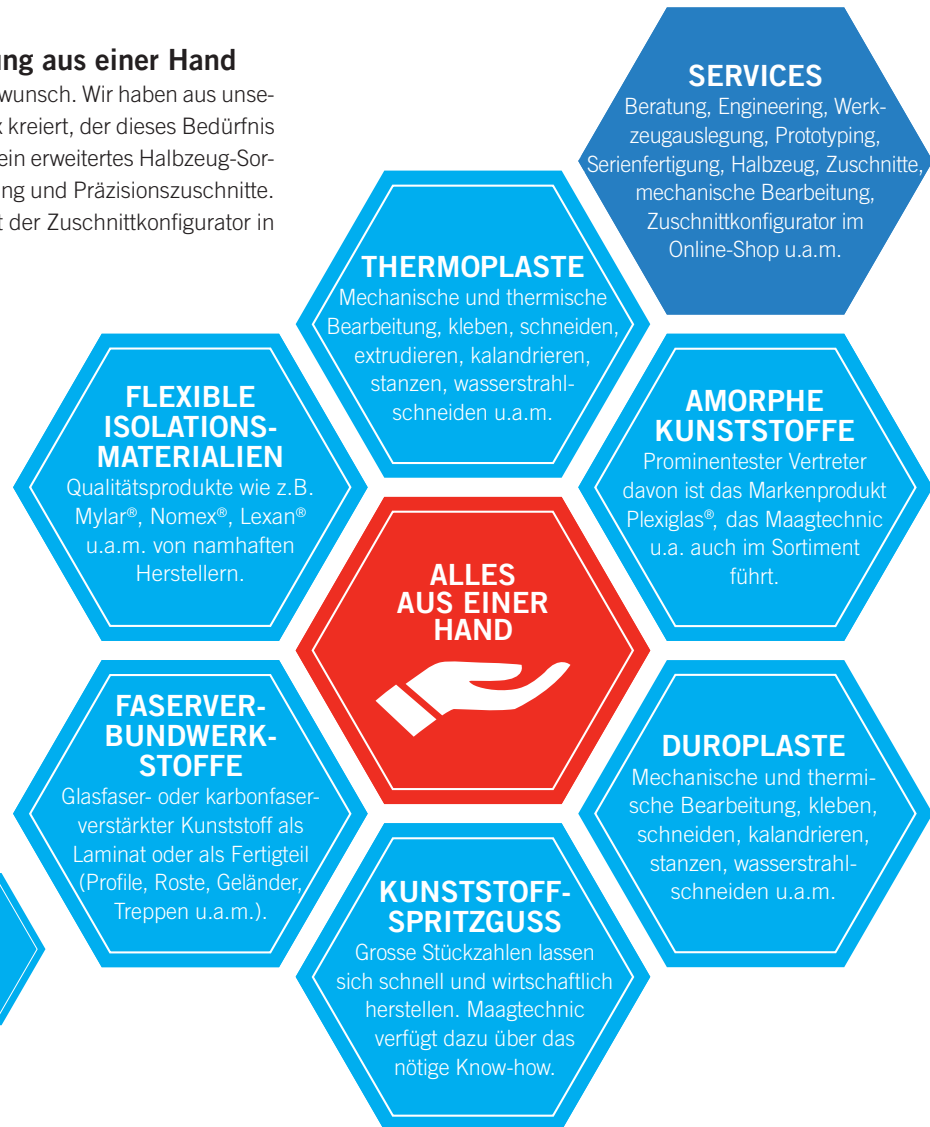 ung aus einer Hand
wunsch. Wir haben aus unse-
kreiert, der dieses Bedürfnis
ein erweitertes Halbzeug-Sor-
ng und Präzisionszuschnitte.
der Zuschnittkonfigurator in
SERVICES
Beratung, Engineering, Werk-
zeugauslegung, Prototyping,
Serienfertigung, Halbzeug, Zuschnitte,
mechanische Bearbeitung,
Zuschnittkonfigurator im
Online-Shop u.a.m.
THERMOPLASTE
Mechanische und thermische
Bearbeitung, kleben, schneiden,
extrudieren, kalandrieren,
stanzen, wasserstrahl-
schneiden u.a.m.
FLEXIBLE
ISOLATIONS-
MATERIALIEN
Qualitätsprodukte wie z.B.
Mylar®, Nomex®, Lexan®
u.a.m. von namhaften
Herstellern.
AMORPHE
KUNSTSTOFFE
Prominentester Vertreter
davon ist das Markenprodukt
Plexiglas®, das Maagtechnic
u.a. auch im Sortiment
führt.
ALLES
AUS EINER
HAND
FASERVER-
BUNDWERK-
STOFFE
Glasfaser- oder karbonfaser-
verstärkter Kunststoff als
Laminat oder als Fertigteil
(Profile, Roste, Geländer,
Treppen u.a.m.).
DUROPLASTE
Mechanische und thermi-
sche Bearbeitung, kleben,
schneiden, kalandrieren,
stanzen, wasserstrahl-
schneiden u.a.m.
KUNSTSTOFF-
SPRITZGUSS
Grosse Stückzahlen lassen
sich schnell und wirtschaftlich
herstellen. Maagtechnic
verfügt dazu über das
nötige Know-how.